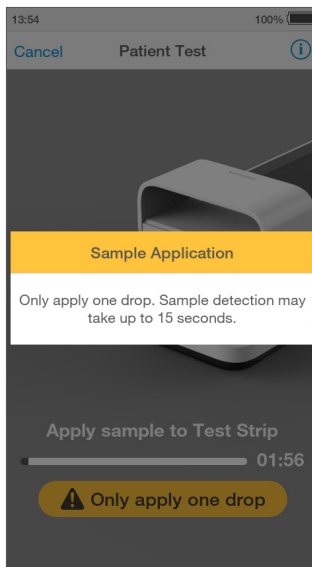 13:54 100%
Cancel Patient Test
Sample Application
Only apply one drop. Sample detection may
take up to 15 seconds.
Apply sample to Test Strip
01:56
Only apply one drop